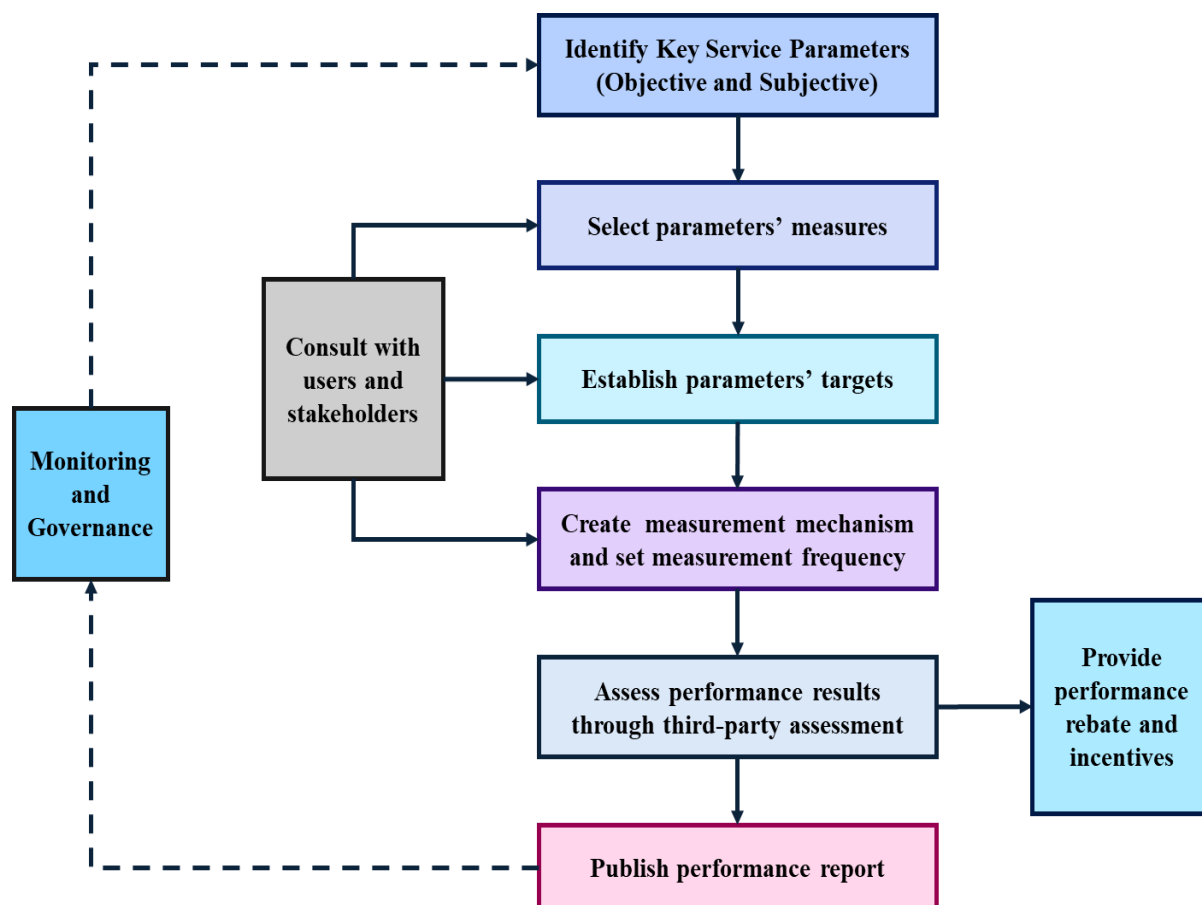 Identify Key Service Parameters
(Objective and Subjective)
Select parameters’ measures
Consult with
users and
stakeholders
Establish parameters’ targets
Monitoring
and
Governance
Create measurement mechanism
and set measurement frequency
Assess performance results
through third-party assessment
Provide
performance
rebate and
incentives
Publish performance report